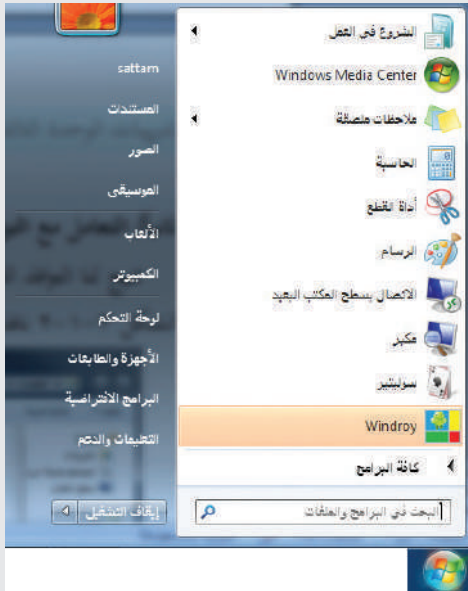 الشروع في العمل
Windows Media Center
ملاحظات ملصقة
الحاسبة
أداة القطع
الرسام
الاتصال بسطح المكتب البعيد
مكبر
سوليتير
Windroy
كافة البرامج
البحث في البرامج والملفات
sattam
المستندات
الصور
الموسيقى
الألعاب
الكمبيوتر
لوحة التحكم
الأجهزة والطابعات
البرامج الافتراضية
التعليمات والدعم
إيقاف التشغيل